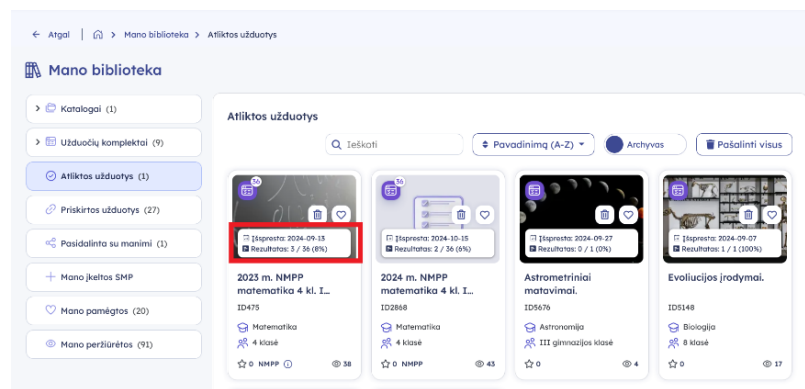 ← Atgal | > Mano biblioteka > Atliktos užduotys
Mano biblioteka
> Katalogai (1)
> Užduočių komplektai (9)
Atliktos užduotys (1)
Priskirtos užduotys (27)
Pasidalinta su manimi (1)
Mano įkeltos SMP
Mano pamėgtos (20)
Mano peržiūrėtos (91)
Atliktos užduotys
Ieškoti
Pavadinimą (A-Z)
Archyvas
Pašalinti visus
36
Išspręsta: 2024-09-13
Rezultatas: 3 / 36 (8%)
2023 m. NMPP
matematika 4 kl. I...
ID475
Matematika
4 klasė
0 NMPP 38
36
Išspręsta: 2024-10-15
Rezultatas: 2 / 36 (6%)
2024 m. NMPP
matematika 4 kl. I...
ID2868
Matematika
4 klasė
0 NMPP 43
Išspręsta: 2024-09-27
Rezultatas: 0 / 1 (0%)
Astrometriniai
matavimai.
ID5676
Astronomija
III gimnazijos klasė
0 4
Išspręsta: 2024-09-07
Rezultatas: 1 / 1 (100%)
Evoliucijos įrodymai.
ID5148
Biologija
8 klasė
0 17